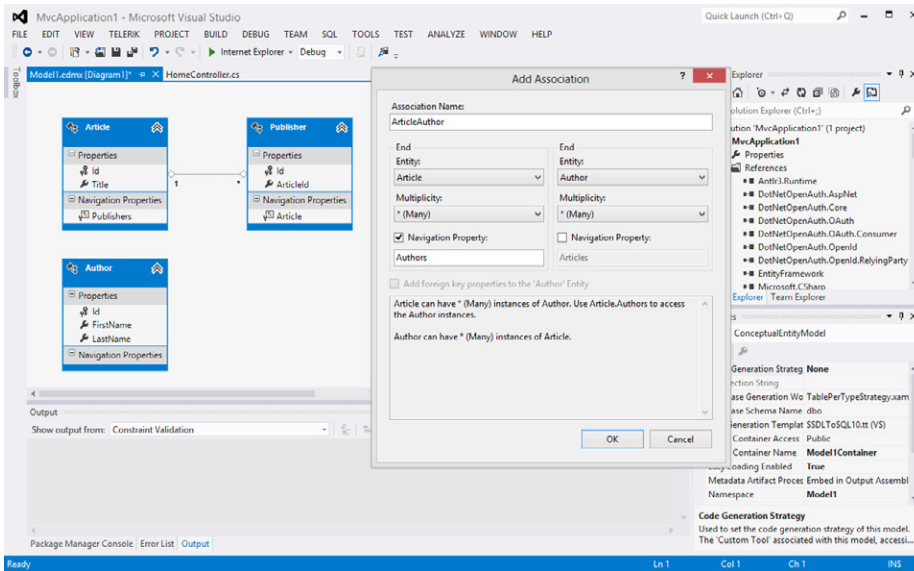 MvcApplication1 - Microsoft Visual Studio
Quick Launch (Ctrl+Q)
FILE EDIT VIEW TELERIK PROJECT BUILD DEBUG TEAM SQL TOOLS TEST ANALYZE WINDOW HELP
Internet Explorer Debug
Toolbox
Model1.edmx [Diagram1]* HomeController.cs
Article
Properties
Id
Title
Navigation Properties
Publishers
1
*
Publisher
Properties
Id
ArticleId
Navigation Properties
Article
Author
Properties
Id
FirstName
LastName
Navigation Properties
Add Association
?
Association Name:
ArticleAuthor
End
Entity:
Article
Multiplicity:
* (Many)
Navigation Property:
Authors
End
Entity:
Author
Multiplicity:
* (Many)
Navigation Property:
Articles
Add foreign key properties to the 'Author' Entity
Article can have * (Many) instances of Author. Use Article.Authors to access
the Author instances.
Author can have * (Many) instances of Article.
OK Cancel
Explorer
olution Explorer (Ctrl+;)
ution 'MvcApplication1' (1 project)
MvcApplication1
Properties
References
Antlr3.Runtime
DotNetOpenAuth.AspNet
DotNetOpenAuth.Core
DotNetOpenAuth.OAuth
DotNetOpenAuth.OAuth.Consumer
DotNetOpenAuth.OpenId
DotNetOpenAuth.OpenId.RelyingParty
EntityFramework
Microsoft.CSharp
Explorer Team Explorer
es
ConceptualEntityModel
Generation Strateg None
ection String
ase Generation Wo TablePerTypeStrategy.xam
ase Schema Name dbo
Generation Templat SSDLToSQL10.tt (VS)
Container Access Public
Container Name Model1Container
Lazy Loading Enabled True
Metadata Artifact Proces Embed in Output Assembl
Namespace Model1
Code Generation Strategy
Used to set the code generation strategy of this model.
The 'Custom Tool' associated with this model, accessi...
Output
Show output from: Constraint Validation
Package Manager Console Error List Output
Ready Ln 1 Col 1 Ch 1 INS